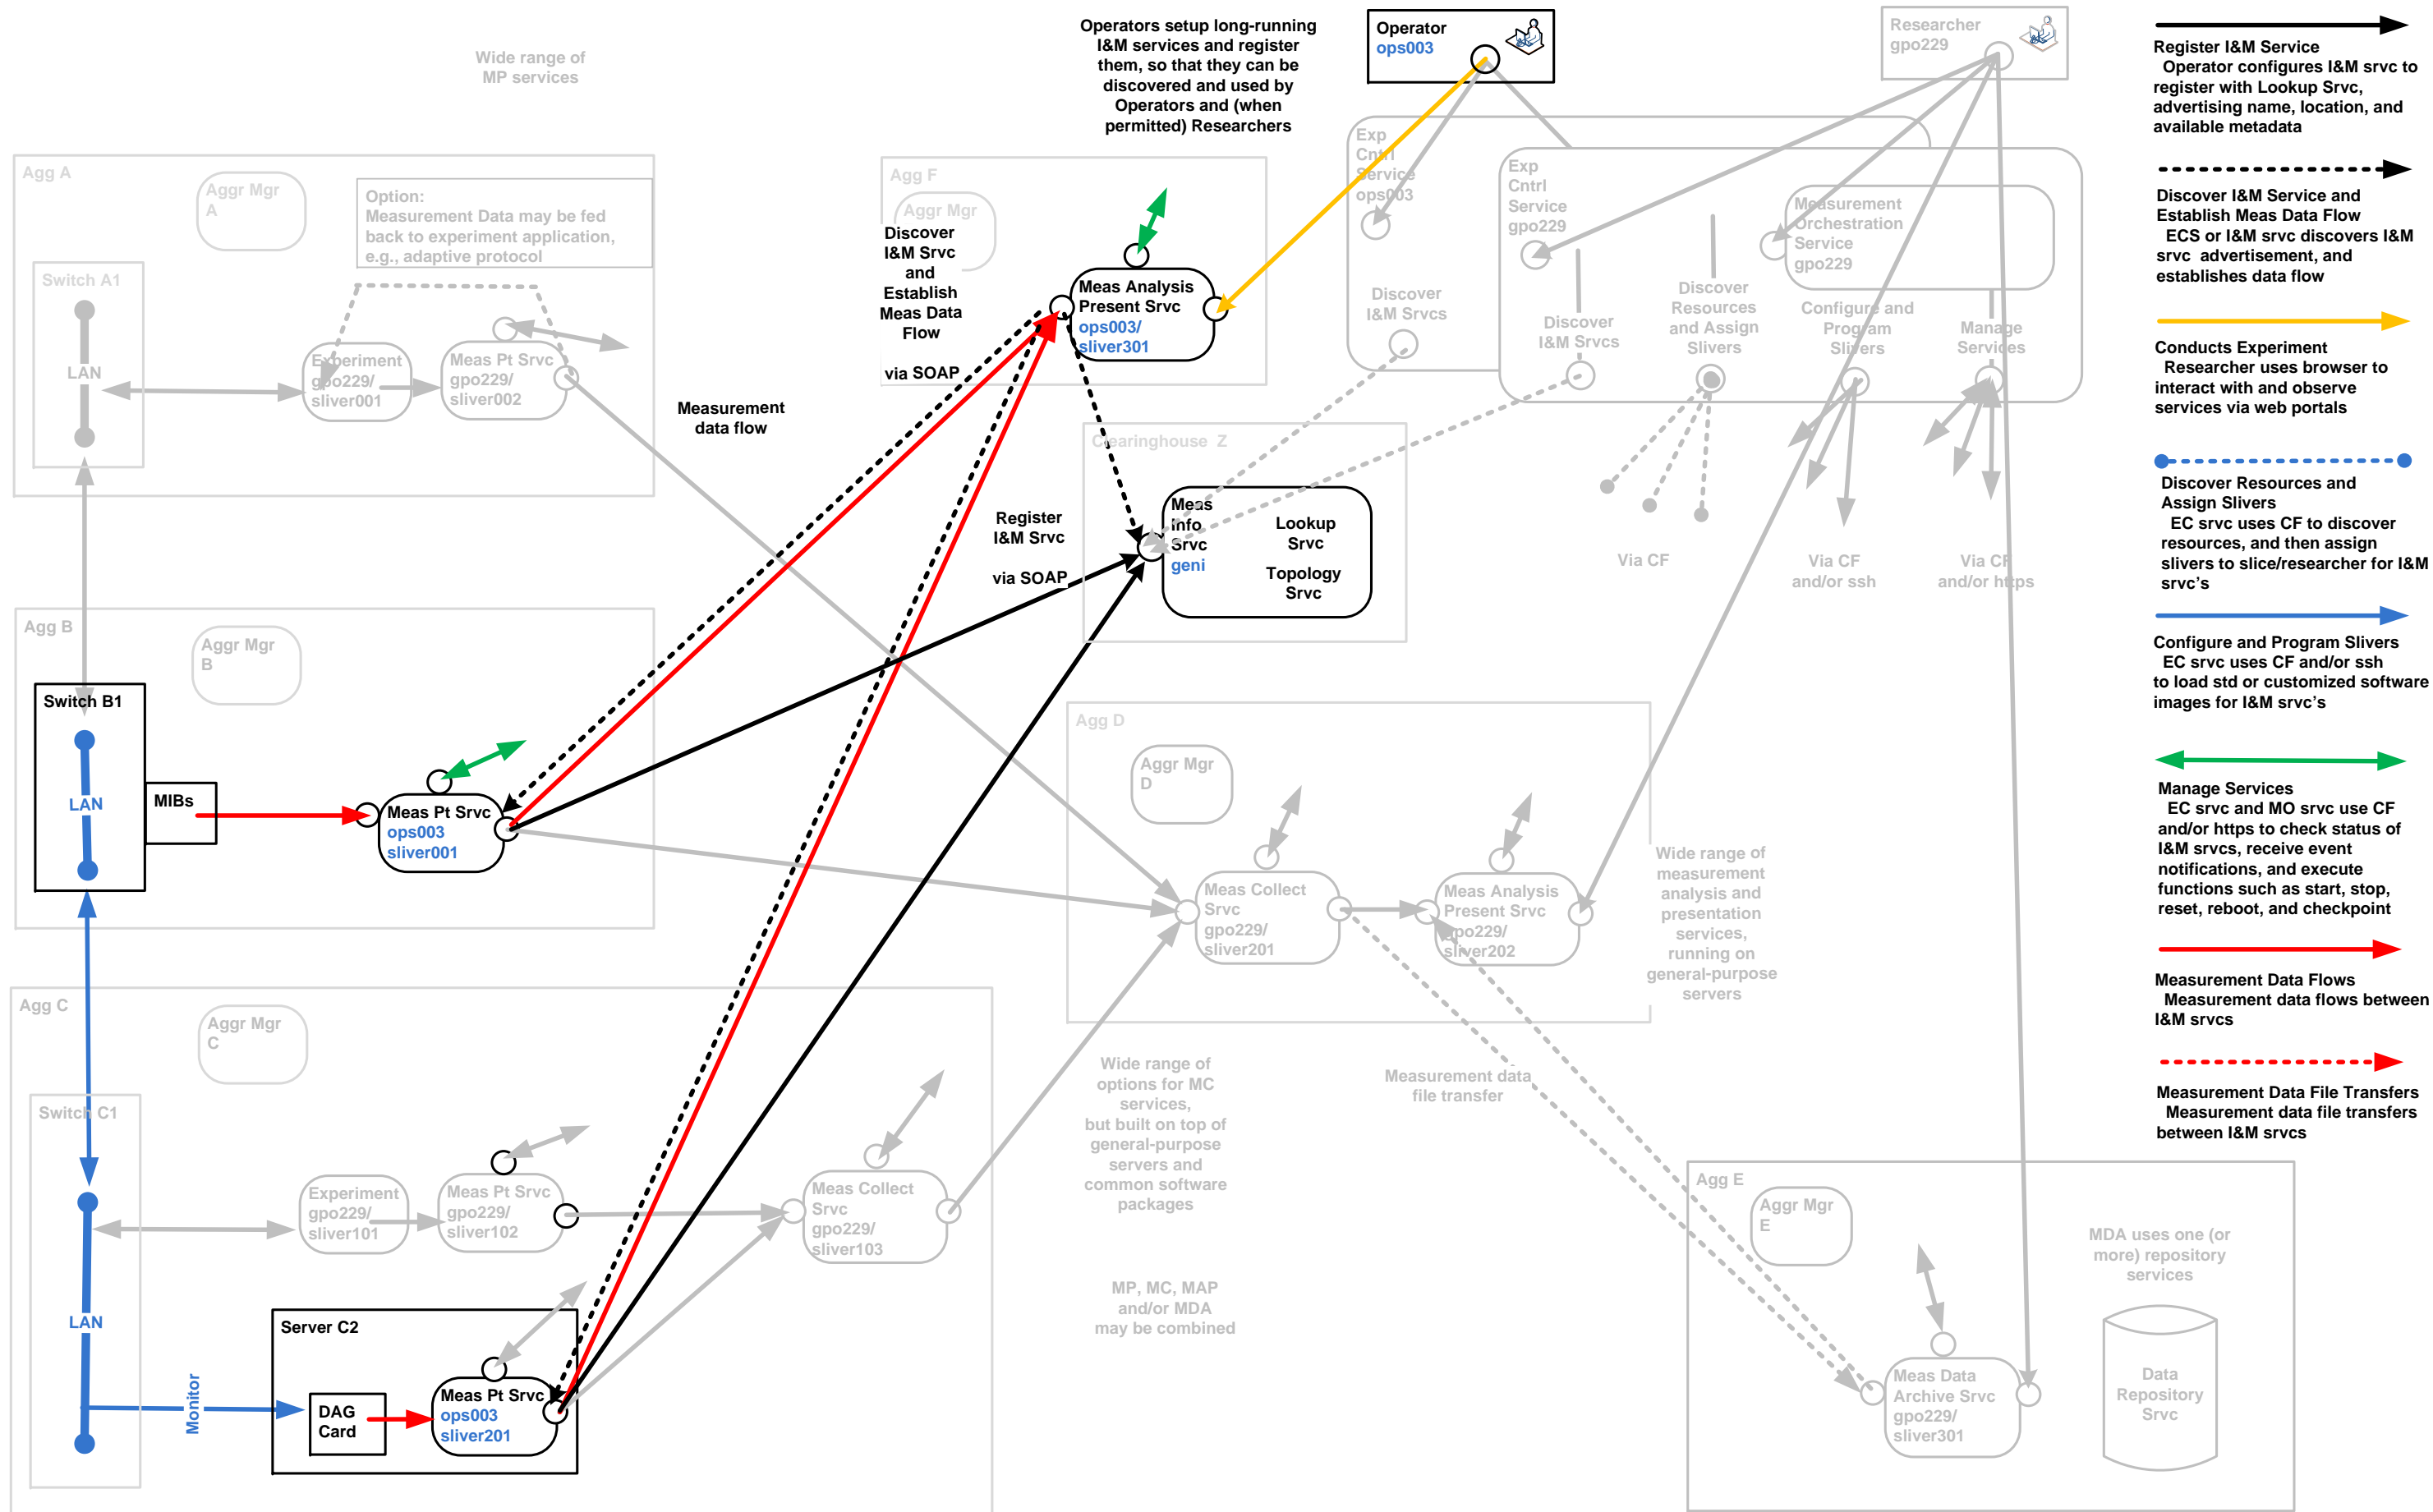 Wide range of
MP services
Operators setup long-running
I&M services and register
them, so that they can be
discovered and used by
Operators and (when
permitted) Researchers
Operator
ops003
Researcher
gpo229
Agg A
Aggr Mgr
A
Option:
Measurement Data may be fed
back to experiment application,
e.g., adaptive protocol
Switch A1
LAN
Experiment
gpo229/
sliver001
Meas Pt Srvc
gpo229/
sliver002
Measurement
data flow
Agg F
Aggr Mgr
Discover
I&M Srvc
and
Establish
Meas Data
Flow
via SOAP
Meas Analysis
Present Srvc
ops003/
sliver301
Exp
Cntrl
Service
ops003
Discover
I&M Srvcs
Exp
Cntrl
Service
gpo229
Discover
I&M Srvcs
Discover
Resources
and Assign
Slivers
Measurement
Orchestration
Service
gpo229
Configure and
Program
Slivers
Manage
Services
Via CF
Via CF
and/or ssh
Via CF
and/or https
Clearinghouse  Z
Meas
Info
Srvc
geni
Lookup
Srvc
Topology
Srvc
Register
I&M Srvc
via SOAP
Agg B
Aggr Mgr
B
Switch B1
LAN
MIBs
Meas Pt Srvc
ops003
sliver001
Agg D
Aggr Mgr
D
Meas Collect
Srvc
gpo229/
sliver201
Meas Analysis
Present Srvc
gpo229/
sliver202
Wide range of
measurement
analysis and
presentation
services,
running on
general-purpose
servers
Agg C
Aggr Mgr
C
Switch C1
LAN
Monitor
Experiment
gpo229/
sliver101
Meas Pt Srvc
gpo229/
sliver102
Meas Collect
Srvc
gpo229/
sliver103
Server C2
DAG
Card
Meas Pt Srvc
ops003
sliver201
Wide range of
options for MC
services,
but built on top of
general-purpose
servers and
common software
packages
MP, MC, MAP
and/or MDA
may be combined
Measurement data
file transfer
Agg E
Aggr Mgr
E
MDA uses one (or
more) repository
services
Meas Data
Archive Srvc
gpo229/
sliver301
Data
Repository
Srvc
Register I&M Service
Operator configures I&M srvc to
register with Lookup Srvc,
advertising name, location, and
available metadata
Discover I&M Service and
Establish Meas Data Flow
ECS or I&M srvc discovers I&M
srvc  advertisement, and
establishes data flow
Conducts Experiment
Researcher uses browser to
interact with and observe
services via web portals
Discover Resources and
Assign Slivers
EC srvc uses CF to discover
resources, and then assign
slivers to slice/researcher for I&M
srvc’s
Configure and Program Slivers
EC srvc uses CF and/or ssh
to load std or customized software
images for I&M srvc’s
Manage Services
EC srvc and MO srvc use CF
and/or https to check status of
I&M srvcs, receive event
notifications, and execute
functions such as start, stop,
reset, reboot, and checkpoint
Measurement Data Flows
Measurement data flows between
I&M srvcs
Measurement Data File Transfers
Measurement data file transfers
between I&M srvcs